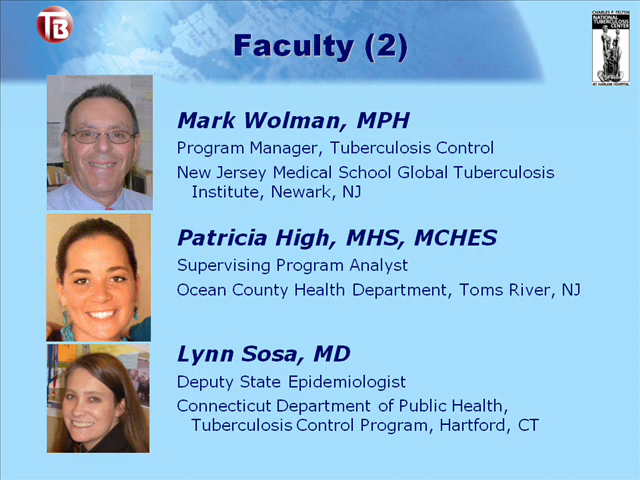 TB
Faculty (2)
CHARLES P. FELTON
NATIONAL
TUBERCULOSIS
CENTER
AT HARLEM HOSPITAL
Mark Wolman, MPH
Program Manager, Tuberculosis Control
New Jersey Medical School Global Tuberculosis
Institute, Newark, NJ
Patricia High, MHS, MCHES
Supervising Program Analyst
Ocean County Health Department, Toms River, NJ
Lynn Sosa, MD
Deputy State Epidemiologist
Connecticut Department of Public Health,
Tuberculosis Control Program, Hartford, CT